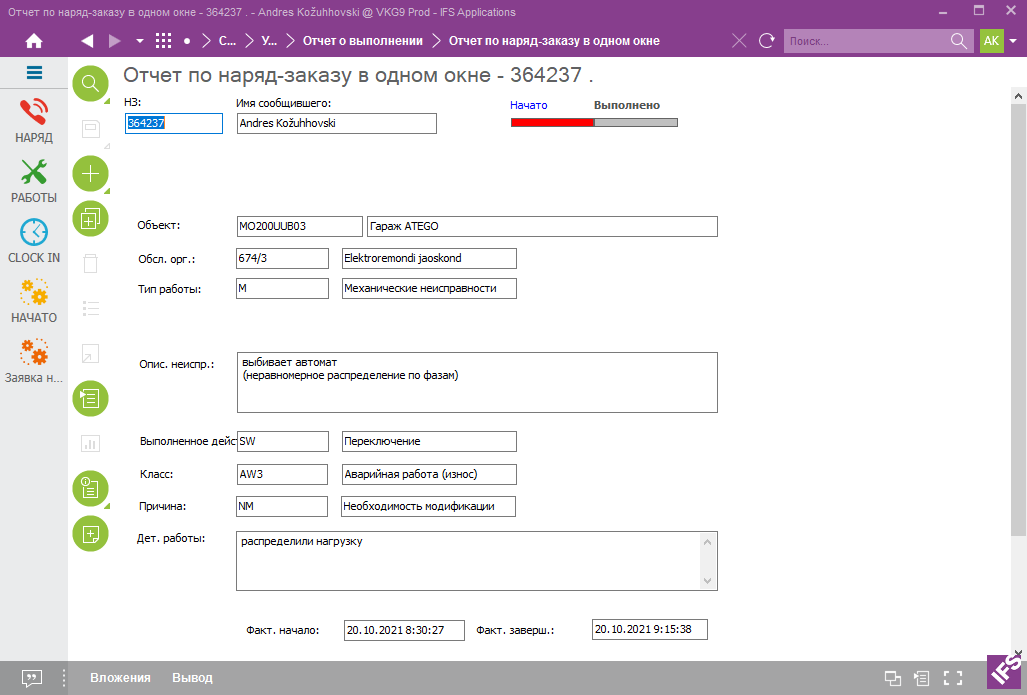 Отчет по наряд-заказу в одном окне - 364237 . - Andres Kožuhhovski @ VKG9 Prod - IFS Applications
С... У... Отчет о выполнении Отчет по наряд-заказу в одном окне Поиск... AK
Отчет по наряд-заказу в одном окне - 364237 .
НЗ: Имя сообщившего: Начато Выполнено
364237 Andres Kožuhhovski
НАРЯД
РАБОТЫ
CLOCK IN
НАЧАТО
Заявка н...
Объект: MO200UUB03 Гараж ATEGO
Обсл. орг.: 674/3 Elektroremondi jaoskond
Тип работы: M Механические неисправности
Опис. неиспр.: выбивает автомат
(неравномерное распределение по фазам)
Выполненное дейс SW Переключение
Класс: AW3 Аварийная работа (износ)
Причина: NM Необходимость модификации
Дет. работы: распределили нагрузку
Факт. начало: 20.10.2021 8:30:27 Факт. заверш.: 20.10.2021 9:15:38
Вложения Вывод
IFS